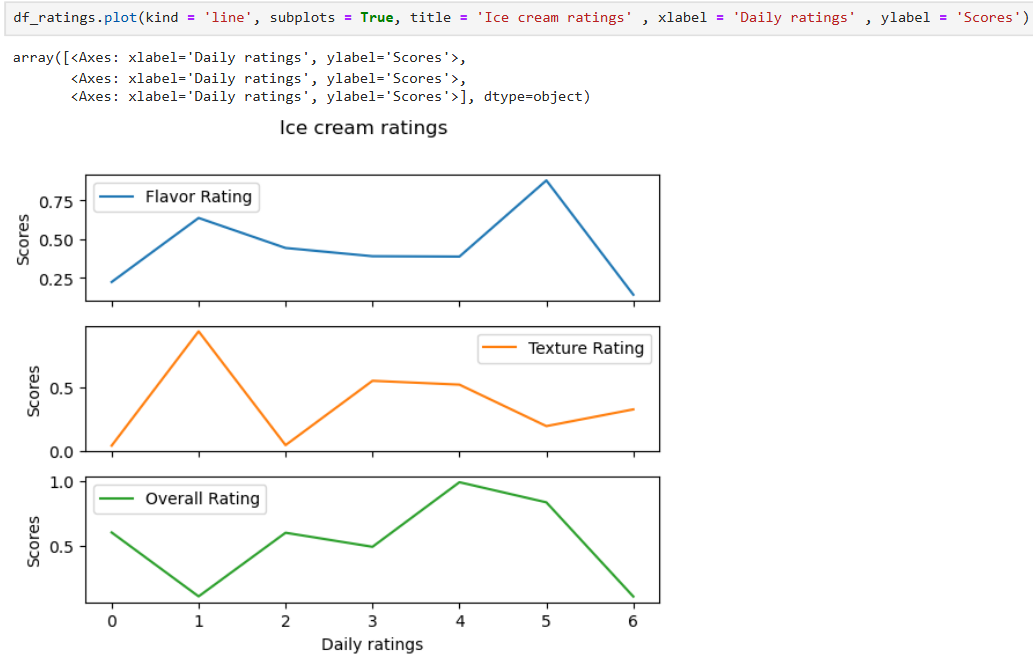 df_ratings.plot(kind = 'line', subplots = True, title = 'Ice cream ratings' , xlabel = 'Daily ratings' , ylabel = 'Scores')
array([<Axes: xlabel='Daily ratings', ylabel='Scores'>,
<Axes: xlabel='Daily ratings', ylabel='Scores'>,
<Axes: xlabel='Daily ratings', ylabel='Scores'>], dtype=object)
Ice cream ratings
Flavor Rating
0.75
0.50
0.25
Scores
Texture Rating
0.5
0.0
Scores
Overall Rating
1.0
0.5
Scores
0 1 2 3 4 5 6
Daily ratings